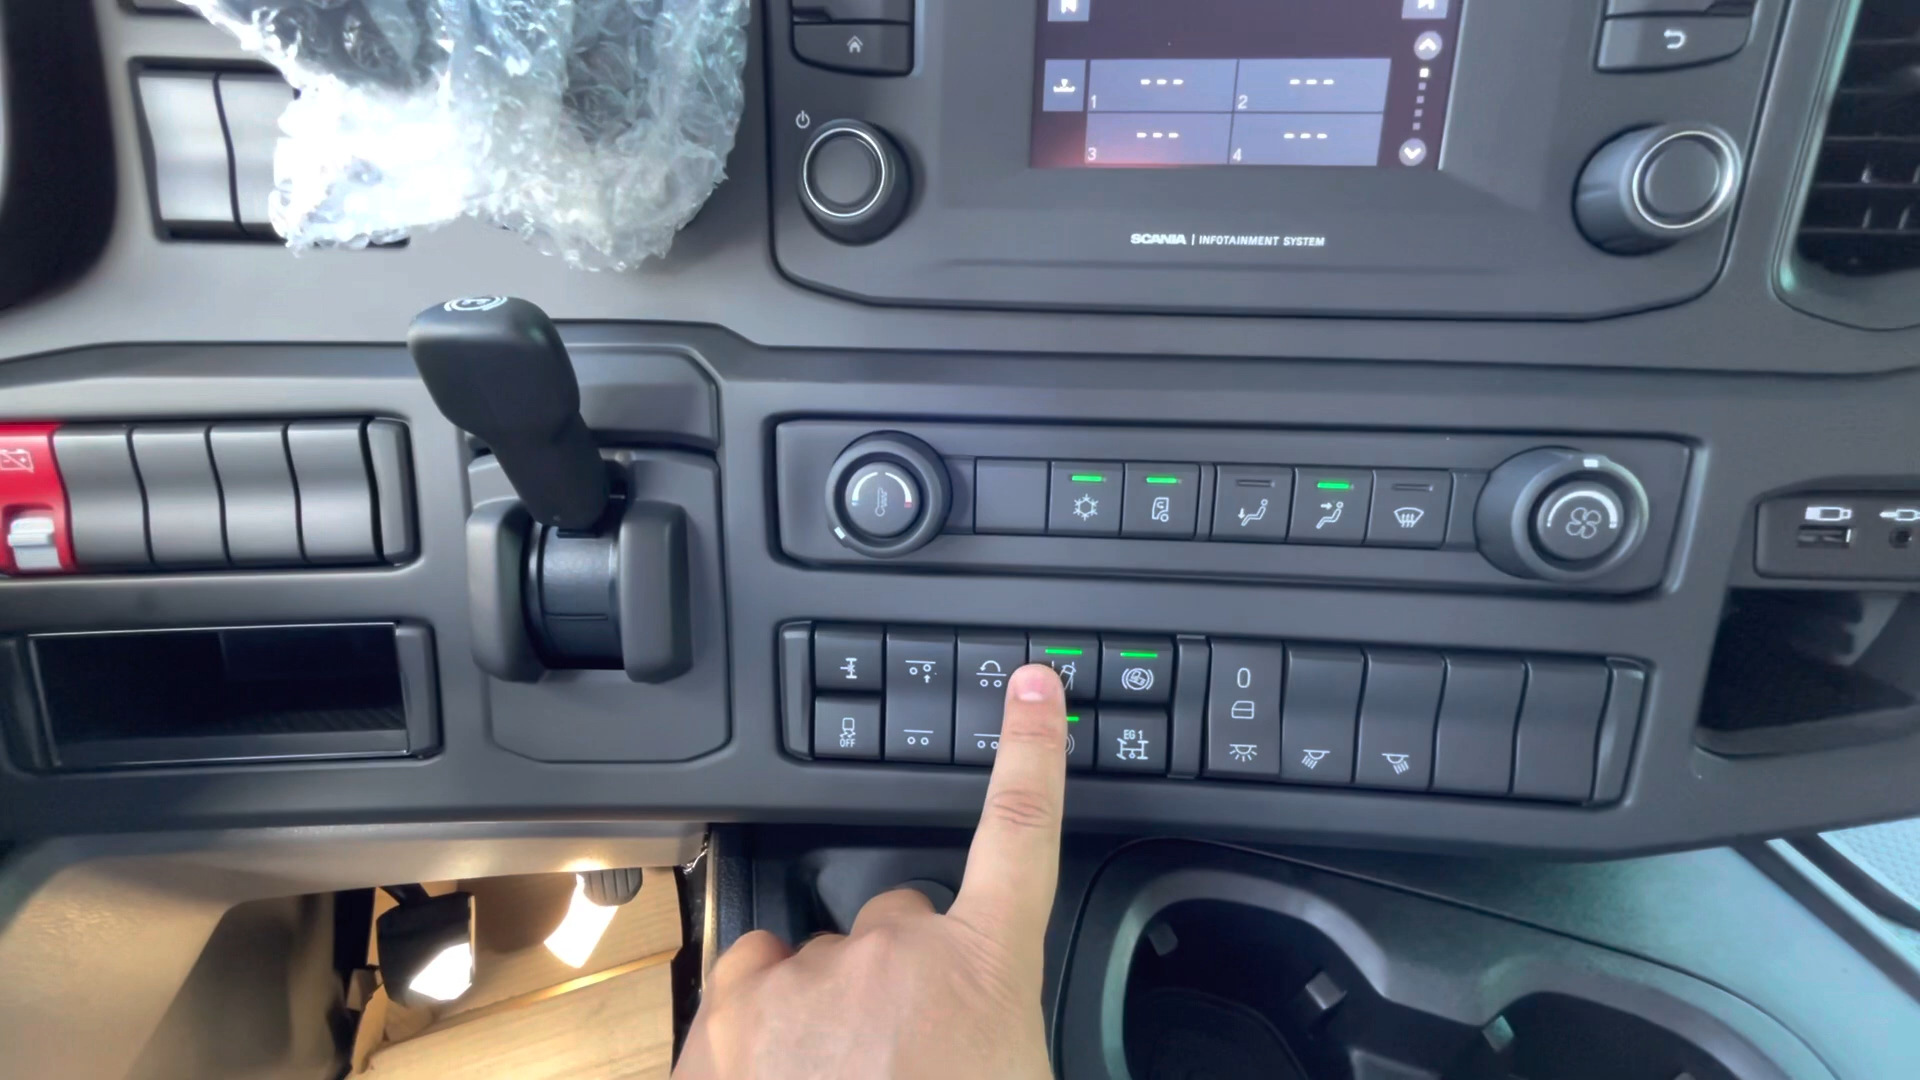 --- ---
1 2
--- ---
3 4
SCANIA | INFOTAINMENT SYSTEM
0
OFF
EG 1